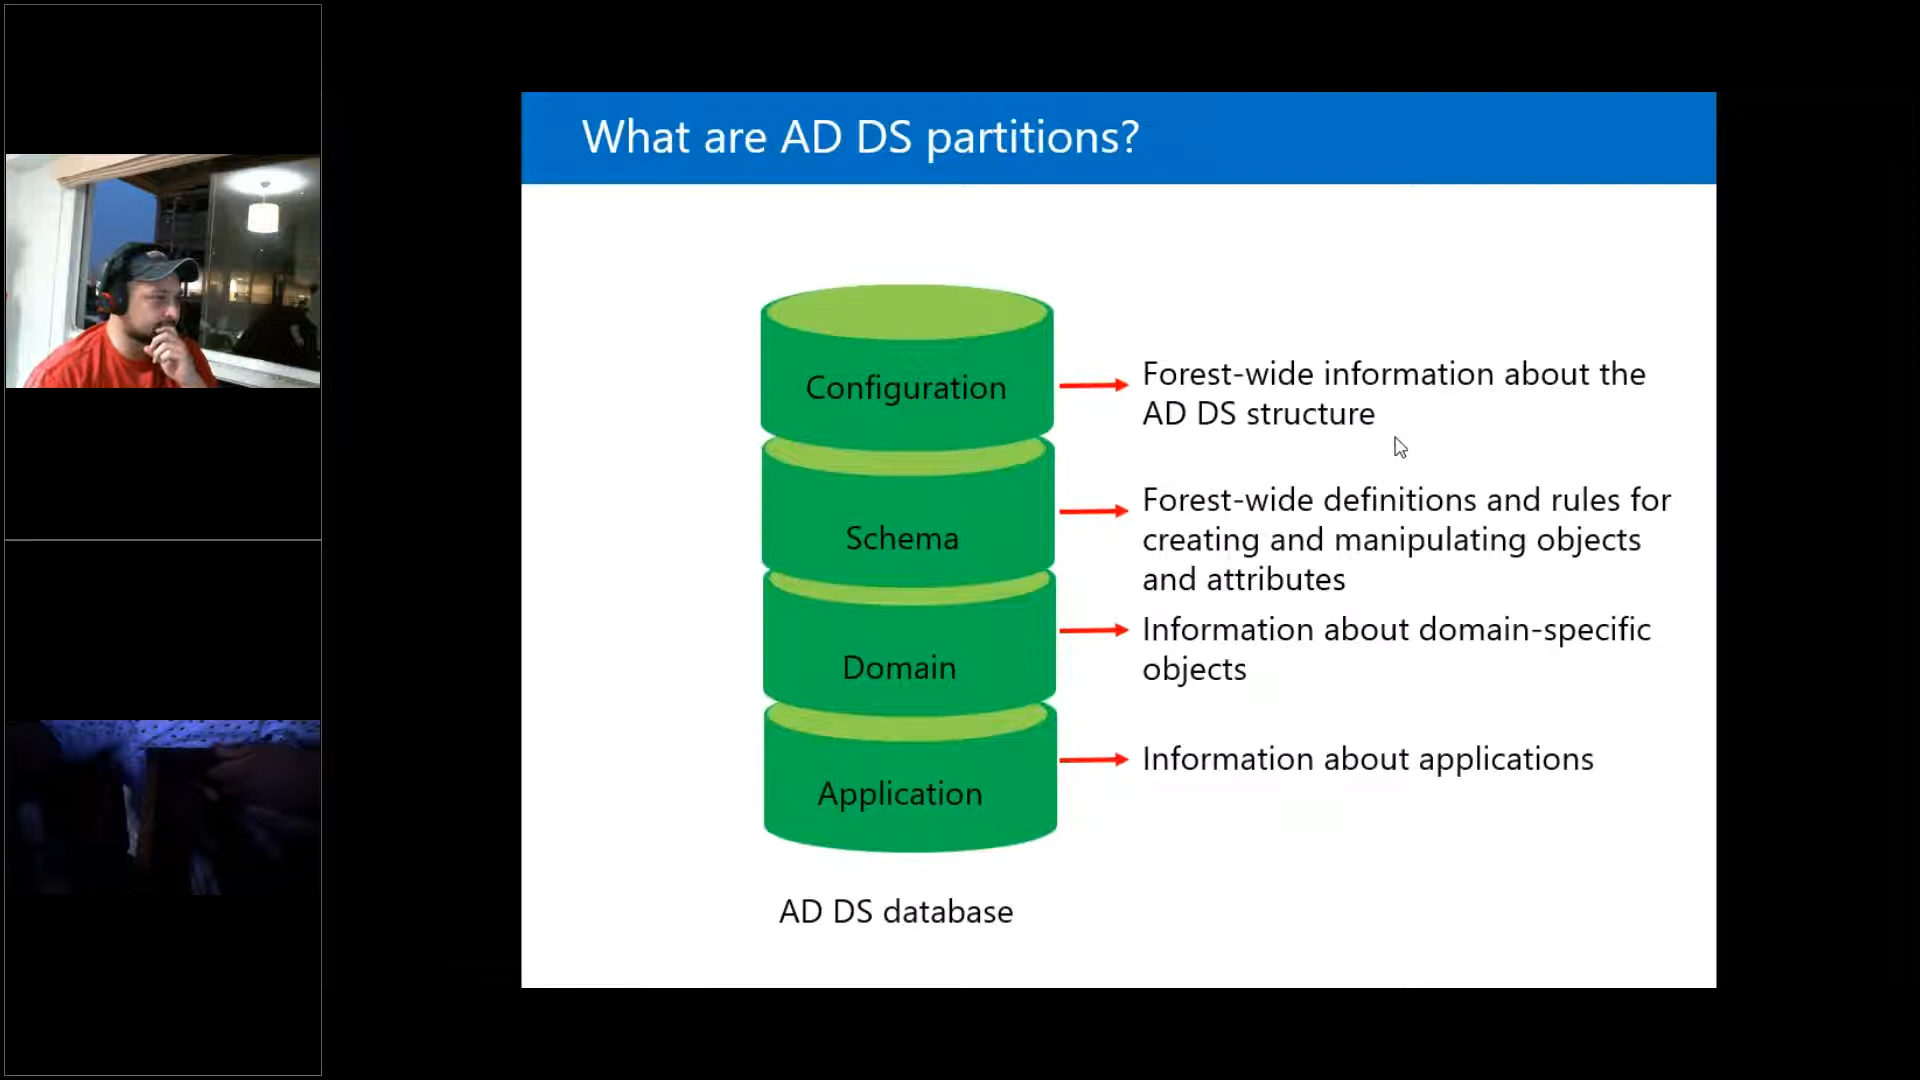 What are AD DS partitions?
Configuration
Forest-wide information about the
AD DS structure
Schema
Forest-wide definitions and rules for
creating and manipulating objects
and attributes
Domain
Information about domain-specific
objects
Application
Information about applications
AD DS database